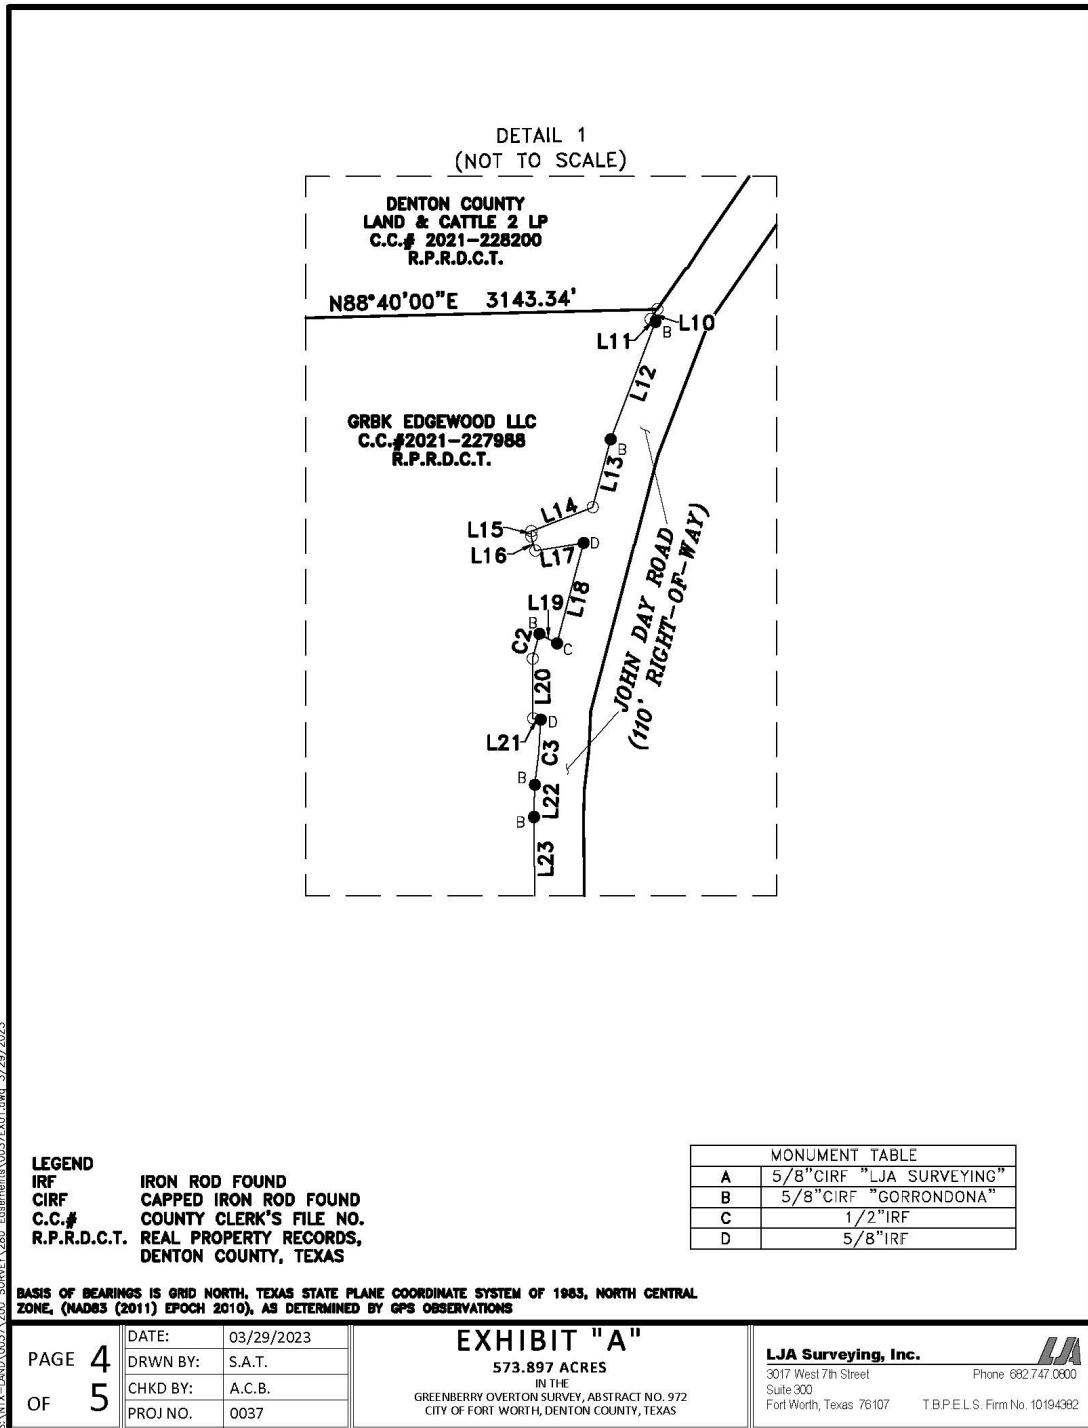 DETAIL 1
(NOT TO SCALE)
DENTON COUNTY
LAND & CATTLE 2 LP
C.C.# 2021-228200
R.P.R.D.C.T.
N88°40'00"E 3143.34'
L10
L11
B
L12
GRBK EDGEWOOD LLC
C.C.#2021-227988
R.P.R.D.C.T.
B
L13
L14
L15
L16
L17
D
L18
L19
B
C2
C
L20
L21
D
C3
B
L22
B
L23
JOHN DAY ROAD
(110' RIGHT-OF-WAY)
LEGEND
IRF IRON ROD FOUND
CIRF CAPPED IRON ROD FOUND
C.C.# COUNTY CLERK'S FILE NO.
R.P.R.D.C.T. REAL PROPERTY RECORDS,
DENTON COUNTY, TEXAS
MONUMENT TABLE
A 5/8"CIRF "LJA SURVEYING"
B 5/8"CIRF "GORRONDONA"
C 1/2"IRF
D 5/8"IRF
BASIS OF BEARINGS IS GRID NORTH, TEXAS STATE PLANE COORDINATE SYSTEM OF 1983, NORTH CENTRAL
ZONE, (NAD83 (2011) EPOCH 2010), AS DETERMINED BY GPS OBSERVATIONS
PAGE 4
OF 5
DATE: 03/29/2023
DRWN BY: S.A.T.
CHKD BY: A.C.B.
PROJ NO. 0037
EXHIBIT "A"
573.897 ACRES
IN THE
GREENBERRY OVERTON SURVEY, ABSTRACT NO. 972
CITY OF FORT WORTH, DENTON COUNTY, TEXAS
LJA Surveying, Inc.
3017 West 7th Street Phone 682.747.0800
Suite 300
Fort Worth, Texas 76107 T.B.P.E.L.S. Firm No. 10194382
LJA